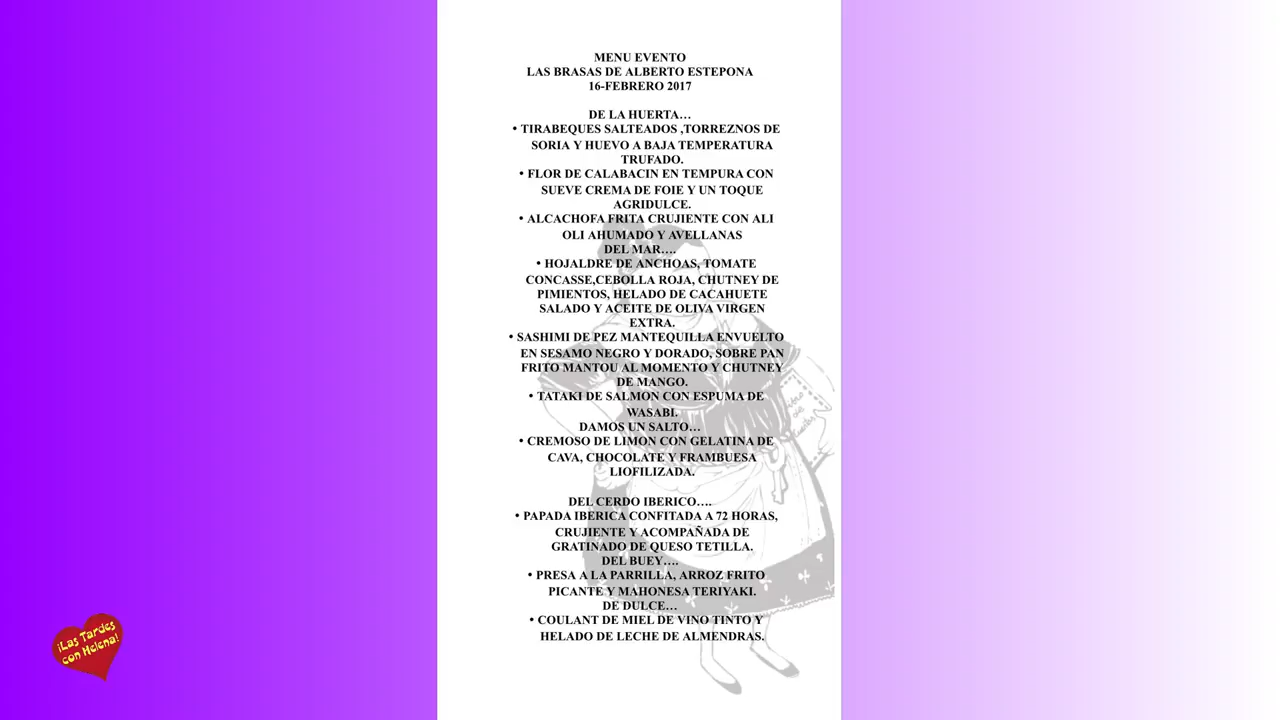 MENU EVENTO
LAS BRASAS DE ALBERTO ESTEPONA
16-FEBRERO 2017
DE LA HUERTA…
• TIRABEQUES SALTEADOS ,TORREZNOS DE
SORIA Y HUEVO A BAJA TEMPERATURA
TRUFADO.
• FLOR DE CALABACIN EN TEMPURA CON
SUEVE CREMA DE FOIE Y UN TOQUE
AGRIDULCE.
• ALCACHOFA FRITA CRUJIENTE CON ALI
OLI AHUMADO Y AVELLANAS
DEL MAR….
• HOJALDRE DE ANCHOAS, TOMATE
CONCASSE,CEBOLLA ROJA, CHUTNEY DE
PIMIENTOS, HELADO DE CACAHUETE
SALADO Y ACEITE DE OLIVA VIRGEN
EXTRA.
• SASHIMI DE PEZ MANTEQUILLA ENVUELTO
EN SESAMO NEGRO Y DORADO, SOBRE PAN
FRITO MANTOU AL MOMENTO Y CHUTNEY
DE MANGO.
• TATAKI DE SALMON CON ESPUMA DE
WASABI.
DAMOS UN SALTO…
• CREMOSO DE LIMON CON GELATINA DE
CAVA, CHOCOLATE Y FRAMBUESA
LIOFILIZADA.
DEL CERDO IBERICO….
• PAPADA IBERICA CONFITADA A 72 HORAS,
CRUJIENTE Y ACOMPAÑADA DE
GRATINADO DE QUESO TETILLA.
DEL BUEY….
• PRESA A LA PARRILLA, ARROZ FRITO
PICANTE Y MAHONESA TERIYAKI.
DE DULCE…
• COULANT DE MIEL DE VINO TINTO Y
HELADO DE LECHE DE ALMENDRAS.
¡Las Tardes
con Helena!